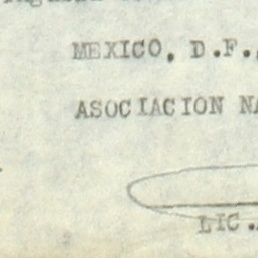 MEXICO, D.F.,
ASOCIACION NA
LIC.